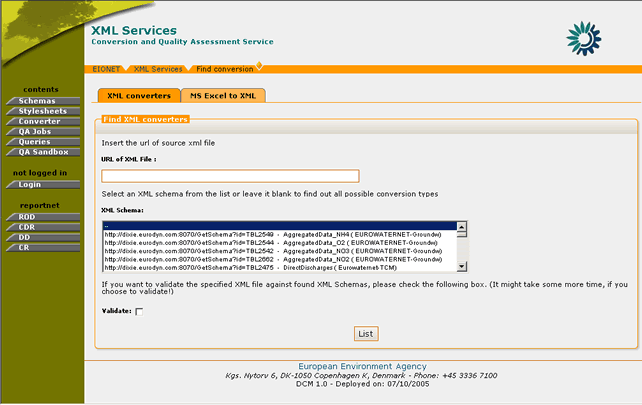 XML Services
Conversion and Quality Assessment Service
EIONET XML Services Find conversion
contents
Schemas
Stylesheets
Converter
QA Jobs
Queries
QA Sandbox
not logged in
Login
reportnet
ROD
CDR
DD
CR
XML converters MS Excel to XML
Find XML converters
Insert the url of source xml file
URL of XML File :
Select an XML schema from the list or leave it blank to find out all possible conversion types
XML Schema:
--
http://dixie.eurodyn.com:8070/GetSchema?id=TBL2549 - AggregatedData_NH4 ( EUROWATERNET-Groundw)
http://dixie.eurodyn.com:8070/GetSchema?id=TBL2544 - AggregatedData_O2 ( EUROWATERNET-Groundw)
http://dixie.eurodyn.com:8070/GetSchema?id=TBL2542 - AggregatedData_NO3 ( EUROWATERNET-Groundw)
http://dixie.eurodyn.com:8070/GetSchema?id=TBL2662 - AggregatedData_NO2 ( EUROWATERNET-Groundw)
http://dixie.eurodyn.com:8070/GetSchema?id=TBL2475 - DirectDischarges ( Eurowaternet-TCM)
If you want to validate the specified XML file against found XML Schemas, please check the following box. (It might take some more time, if you
choose to validate!)
Validate:
List
European Environment Agency
Kgs. Nytorv 6, DK-1050 Copenhagen K, Denmark - Phone: +45 3336 7100
DCM 1.0 - Deployed on: 07/10/2005